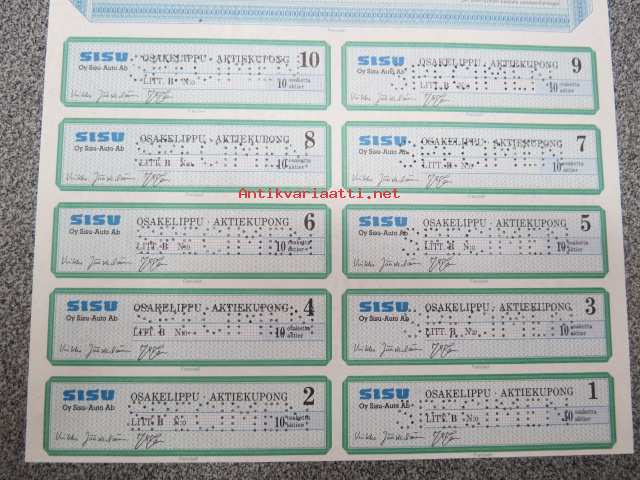 SISU OSAKELIPPU · AKTIEKUPONG 10
Oy Sisu-Auto Ab LITT. B N:o 10 osaketta aktier
SISU OSAKELIPPU · AKTIEKUPONG 9
Oy Sisu-Auto Ab LITT. B N:o 10 osaketta aktier
SISU OSAKELIPPU · AKTIEKUPONG 8
Oy Sisu-Auto Ab LITT. B N:o 10 osaketta aktier
SISU OSAKELIPPU · AKTIEKUPONG 7
Oy Sisu-Auto Ab LITT. B N:o 10 osaketta aktier
Antikvariaatti.net
SISU OSAKELIPPU · AKTIEKUPONG 6
Oy Sisu-Auto Ab LITT. B N:o 10 osaketta aktier
SISU OSAKELIPPU · AKTIEKUPONG 5
Oy Sisu-Auto Ab LITT. B N:o 10 osaketta aktier
SISU OSAKELIPPU · AKTIEKUPONG 4
Oy Sisu-Auto Ab LITT. B N:o 10 osaketta aktier
SISU OSAKELIPPU · AKTIEKUPONG 3
Oy Sisu-Auto Ab LITT. B N:o 10 osaketta aktier
SISU OSAKELIPPU · AKTIEKUPONG 2
Oy Sisu-Auto Ab LITT. B N:o 10 osaketta aktier
SISU OSAKELIPPU · AKTIEKUPONG 1
Oy Sisu-Auto Ab LITT. B N:o 10 osaketta aktier